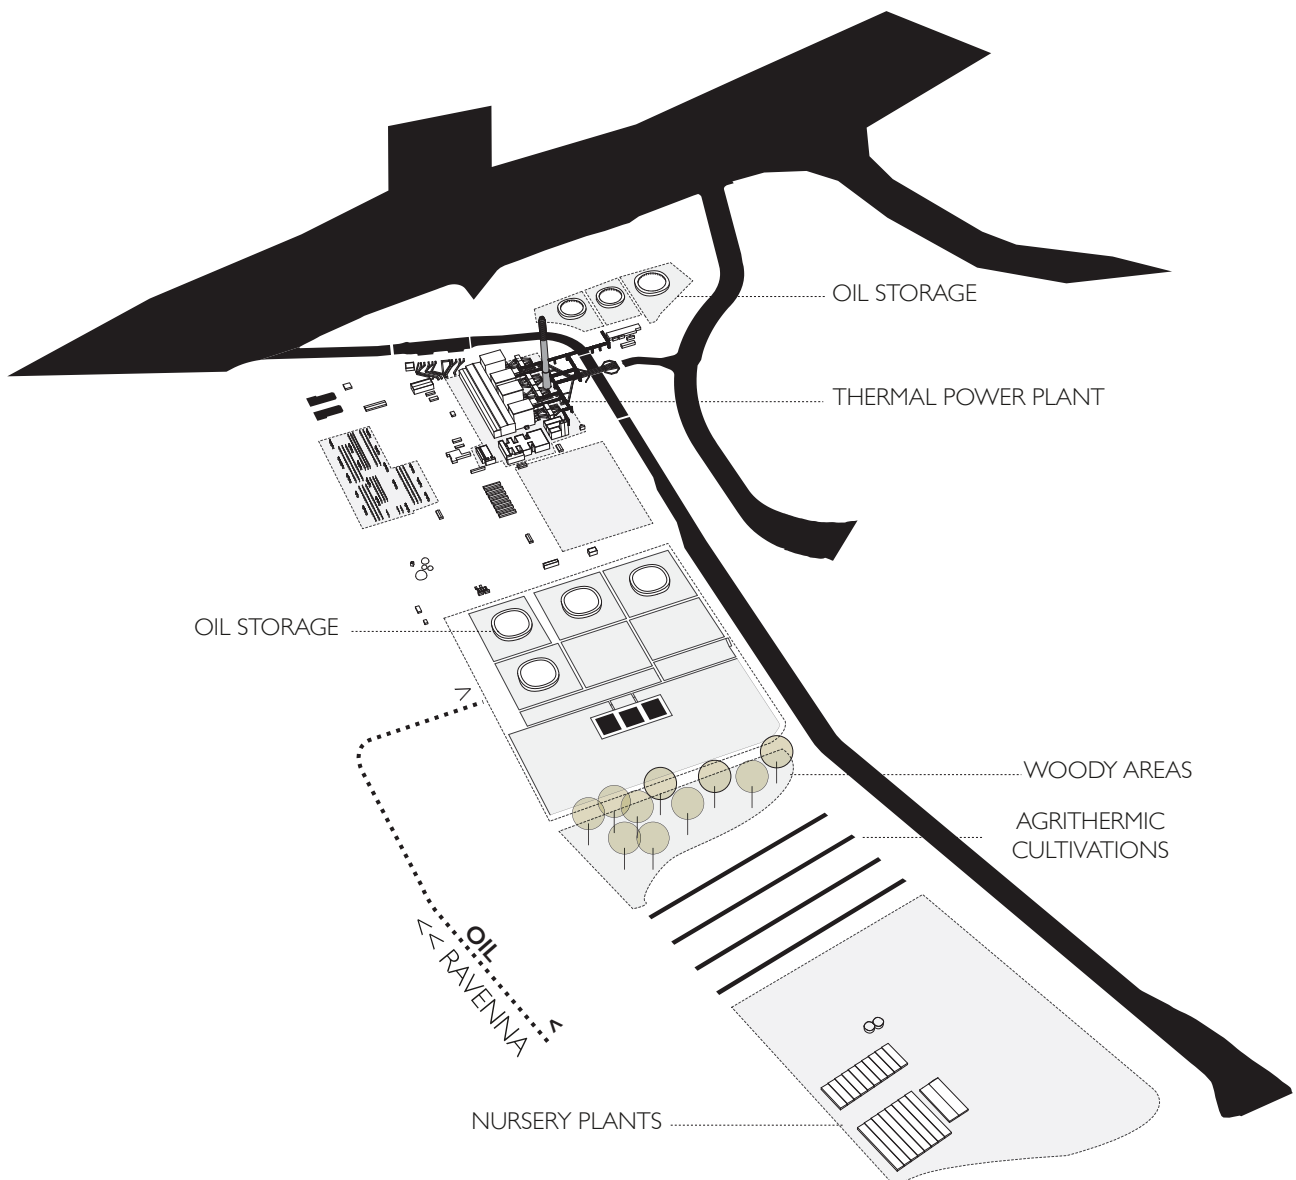 OIL STORAGE
THERMAL POWER PLANT
OIL STORAGE
WOODY AREAS
AGRITHERMIC
CULTIVATIONS
OIL
<< RAVENNA
NURSERY PLANTS